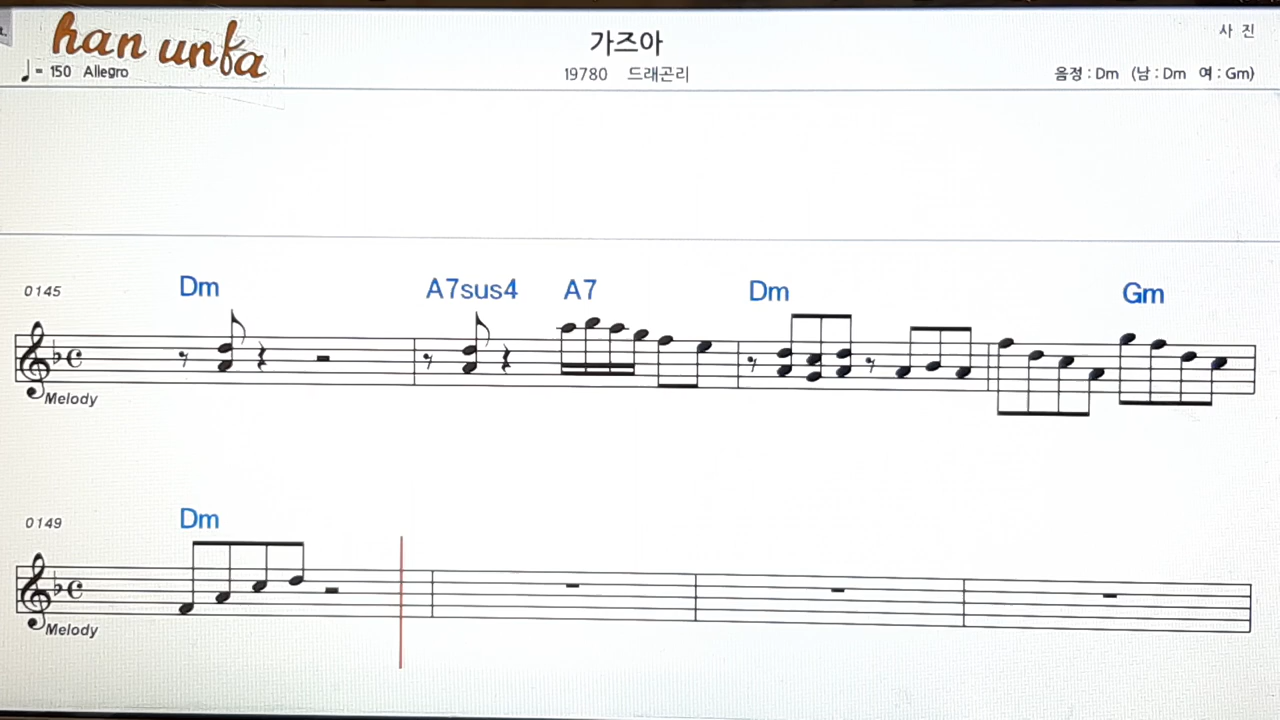 t.
han unfa
가즈아
사 진
♩= 150 Allegro
19780 드래곤리
음정 : Dm (남 : Dm 여 : Gm)
0145 Dm A7sus4 A7 Dm Gm
Melody
0149 Dm
Melody